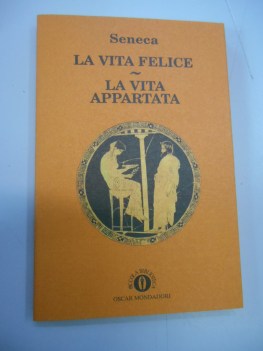 Seneca
LA VITA FELICE
~
LA VITA
APPARTATA
OSCAR MONDADORI